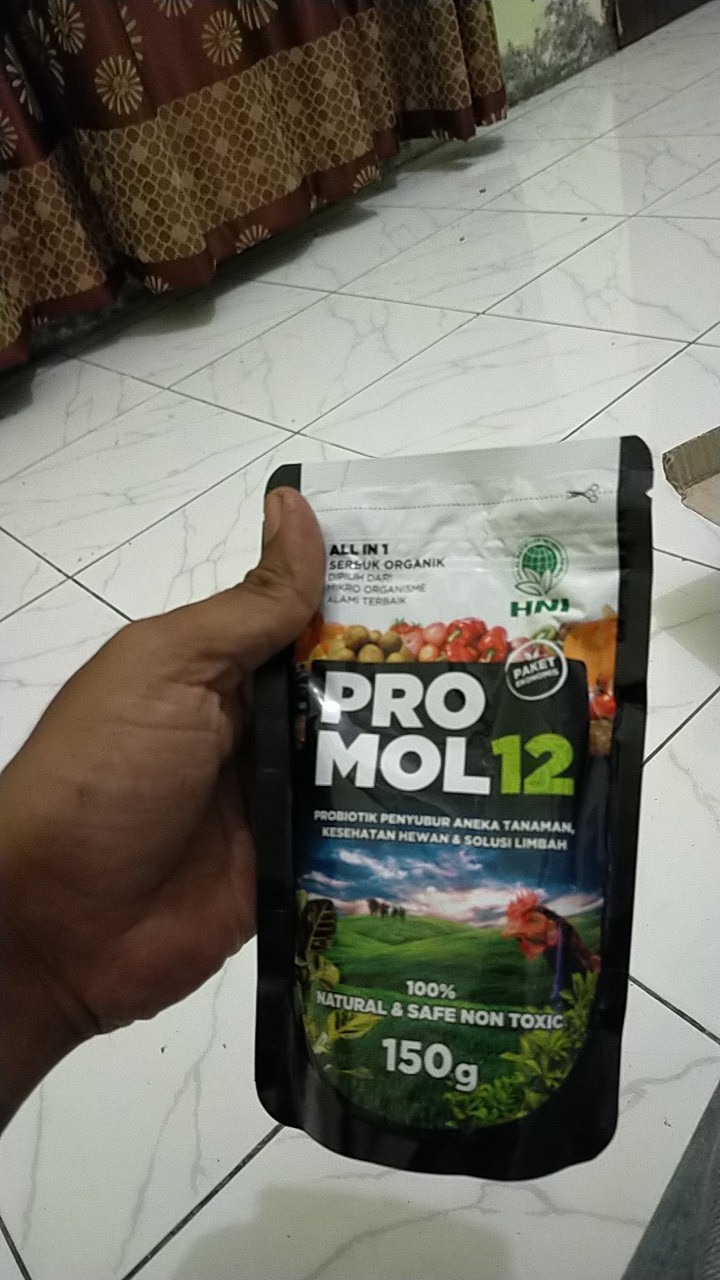 ALL IN 1
SERBUK ORGANIK
DIPILIH DARI
MIKRO ORGANISME
ALAMI TERBAIK
HNI
PAKET
EKONOMIS
PRO
MOL12
PROBIOTIK PENYUBUR ANEKA TANAMAN,
KESEHATAN HEWAN & SOLUSI LIMBAH
100%
NATURAL & SAFE NON TOXIC
150g